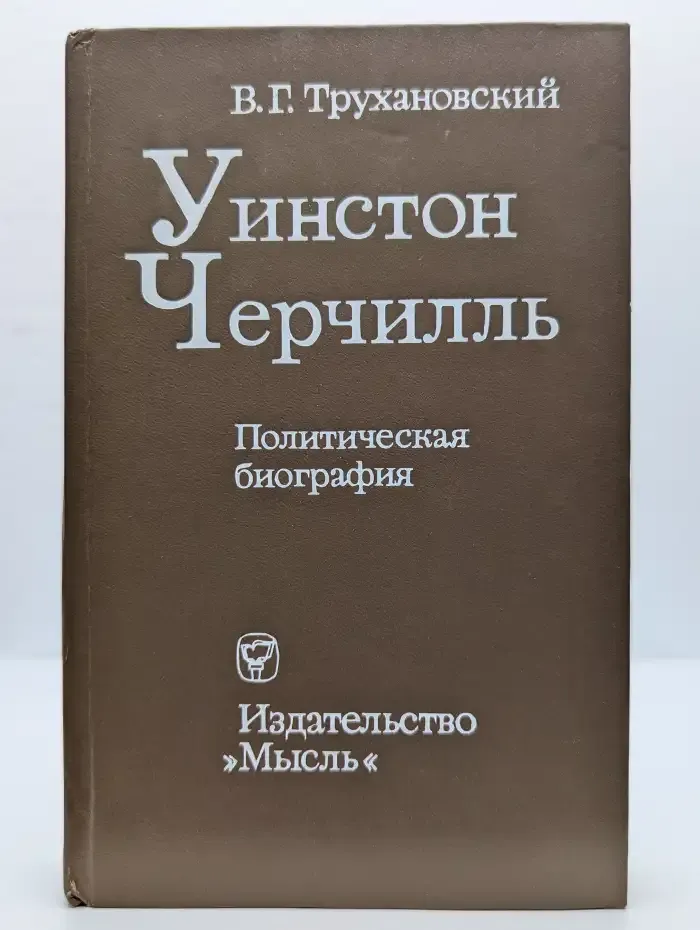 В. Г. Трухановский
Уинстон
Черчилль
Политическая
биография
Издательство
»Мысль«